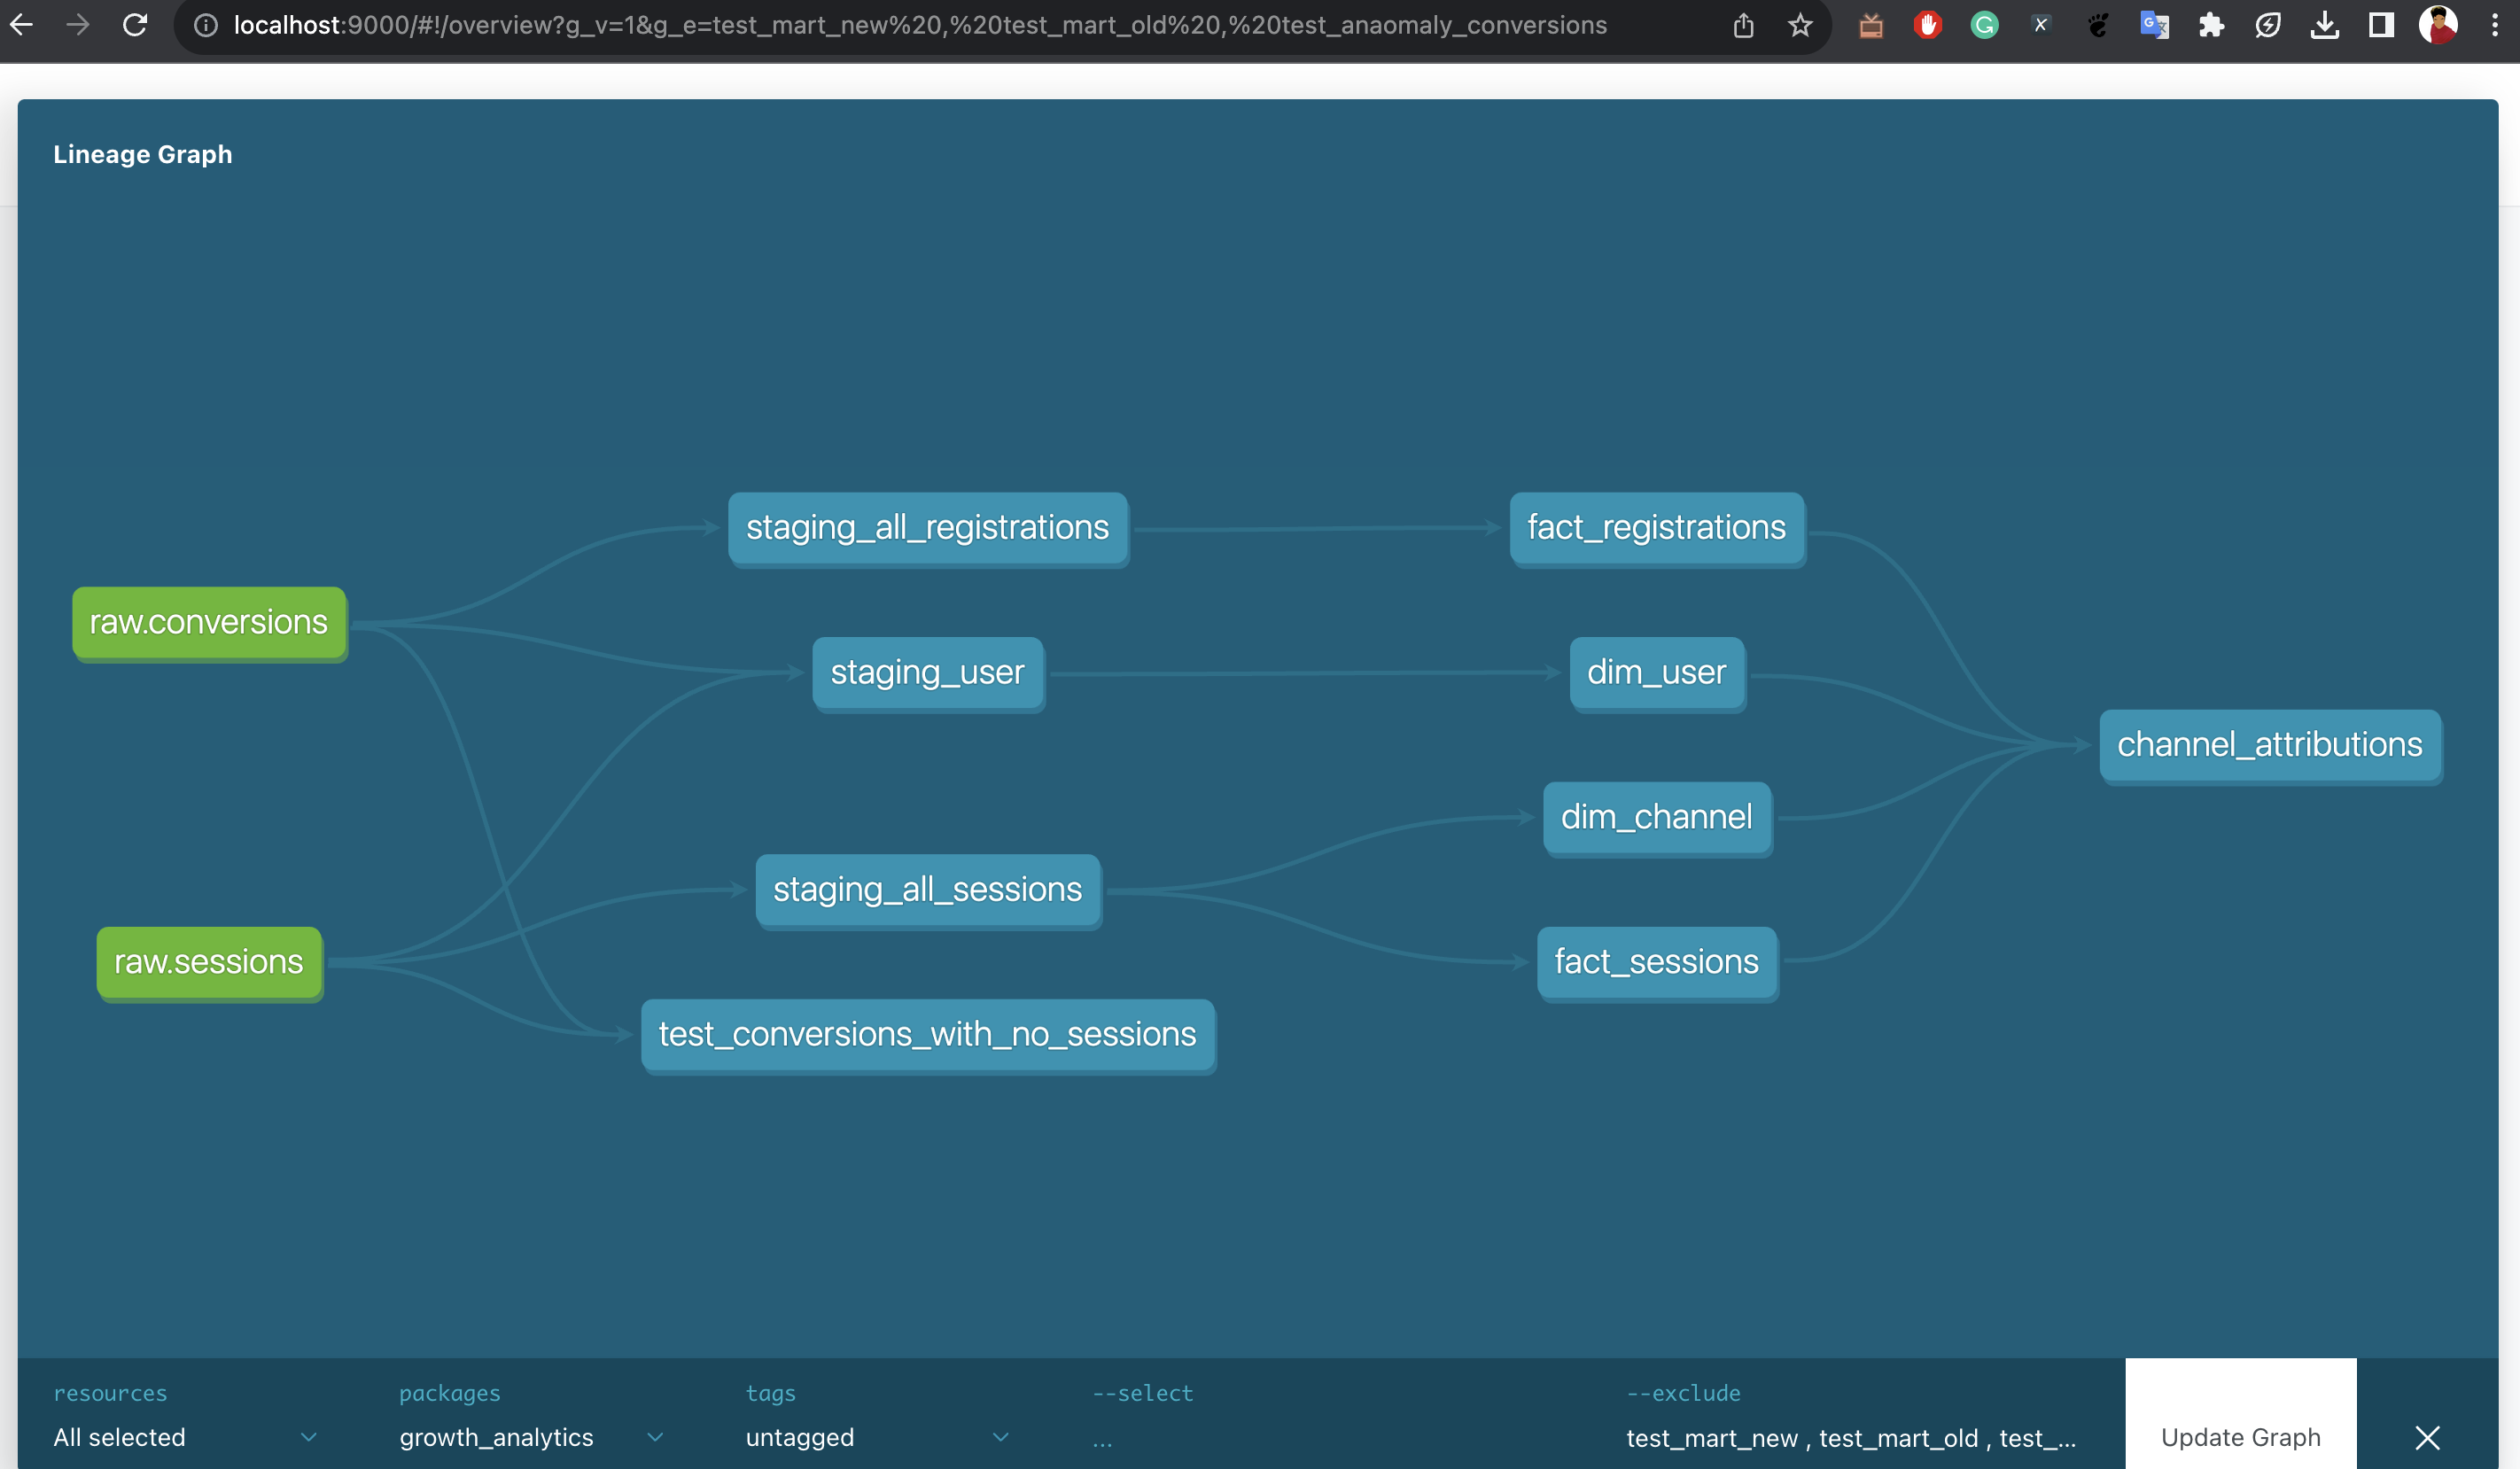 localhost:9000/#!/overview?g_v=1&g_e=test_mart_new%20,%20test_mart_old%20,%20test_anaomaly_conversions
Lineage Graph
staging_all_registrations
fact_registrations
raw.conversions
staging_user
dim_user
channel_attributions
dim_channel
staging_all_sessions
raw.sessions
fact_sessions
test_conversions_with_no_sessions
resources
packages
tags
--select
--exclude
All selected
growth_analytics
untagged
...
test_mart_new , test_mart_old , test_...
Update Graph